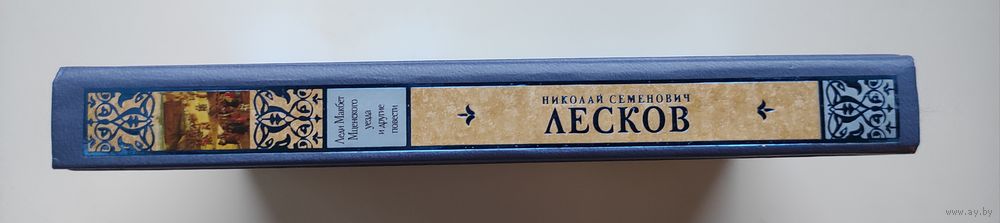 НИКОЛАЙ СЕМЕНОВИЧ
ЛЕСКОВ
Леди Макбет
Мценского
уезда
и другие
повести
www.ay.by